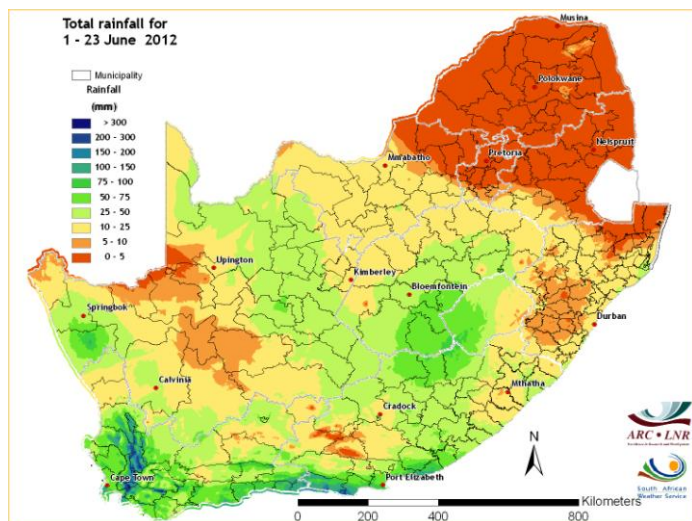 Total rainfall for
1 - 23 June 2012
Municipality
Rainfall
(mm)
> 300
200 - 300
150 - 200
100 - 150
75 - 100
50 - 75
25 - 50
10 - 25
5 - 10
0 - 5
Musina
Polokwane
Nelspruit
Pretoria
Mmabatho
Upington
Kimberley
Bloemfontein
Springbok
Durban
Calvinia
Mthatha
Cradock
Cape Town
Port Elizabeth
N
Kilometers
0 200 400 800
ARC • LNR
South African
Weather Service